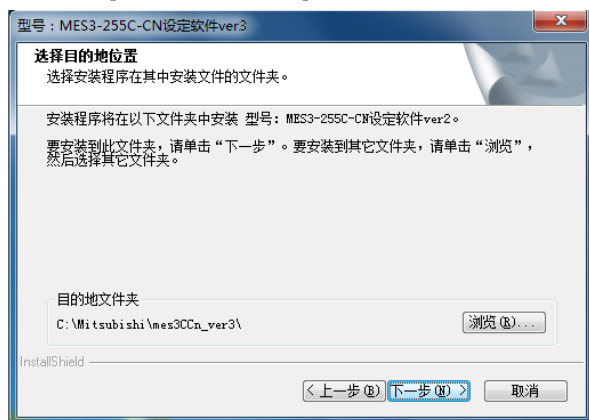 型号：MES3-255C-CN设定软件ver3
选择目的地位置
选择安装程序在其中安装文件的文件夹。
安装程序将在以下文件夹中安装 型号：MES3-255C-CN设定软件ver2。
要安装到此文件夹，请单击“下一步”。要安装到其它文件夹，请单击“浏览”，
然后选择其它文件夹。
目的地文件夹
C:\Mitsubishi\mes3CCn_ver3\
浏览(R)...
InstallShield
< 上一步(B)
下一步(N) >
取消